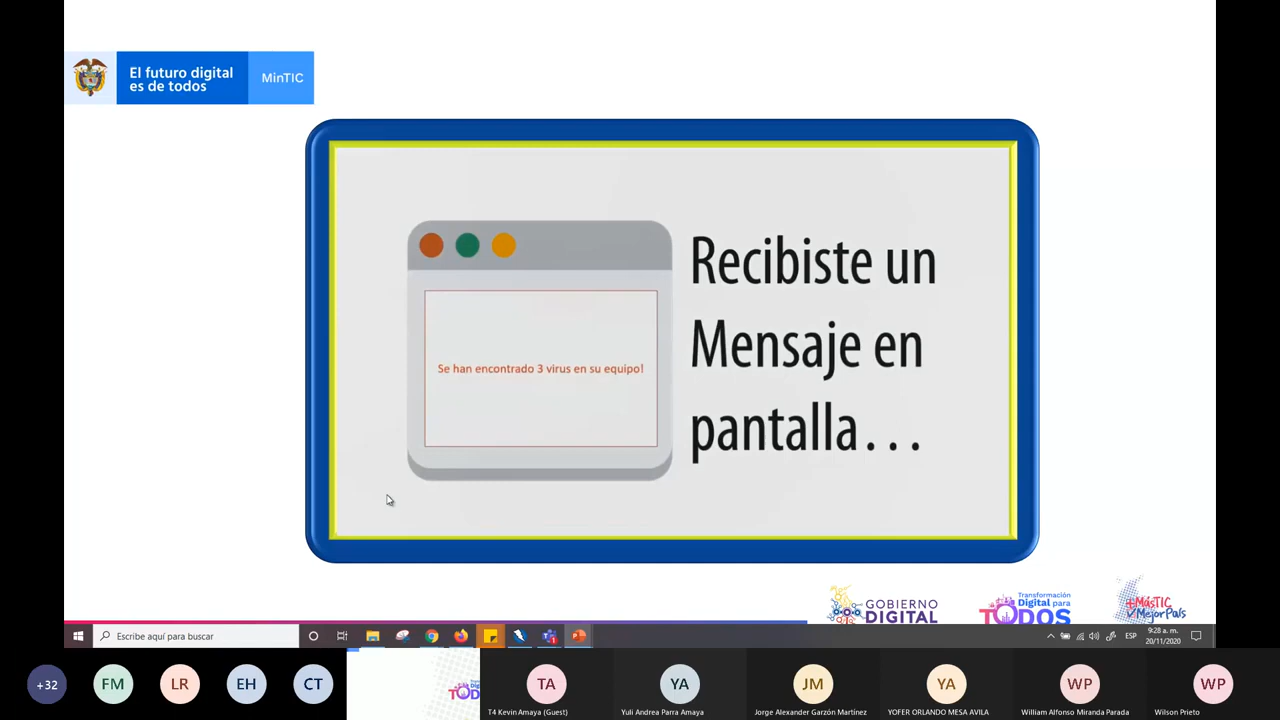 El futuro digital
es de todos
MinTIC
Recibiste un
Mensaje en
pantalla...
Se han encontrado 3 virus en su equipo!
GOBIERNO
DIGITAL
Transformación
Digital para
TODOS
+MásTIC
MejorPaís
Escribe aquí para buscar
ESP
9:28 a. m.
20/11/2020
+32
FM
LR
EH
CT
TA
YA
JM
YA
WP
WP
T4 Kevin Amaya (Guest)
Yuli Andrea Parra Amaya
Jorge Alexander Garzón Martínez
YOFER ORLANDO MESA AVILA
William Alfonso Miranda Parada
Wilson Prieto